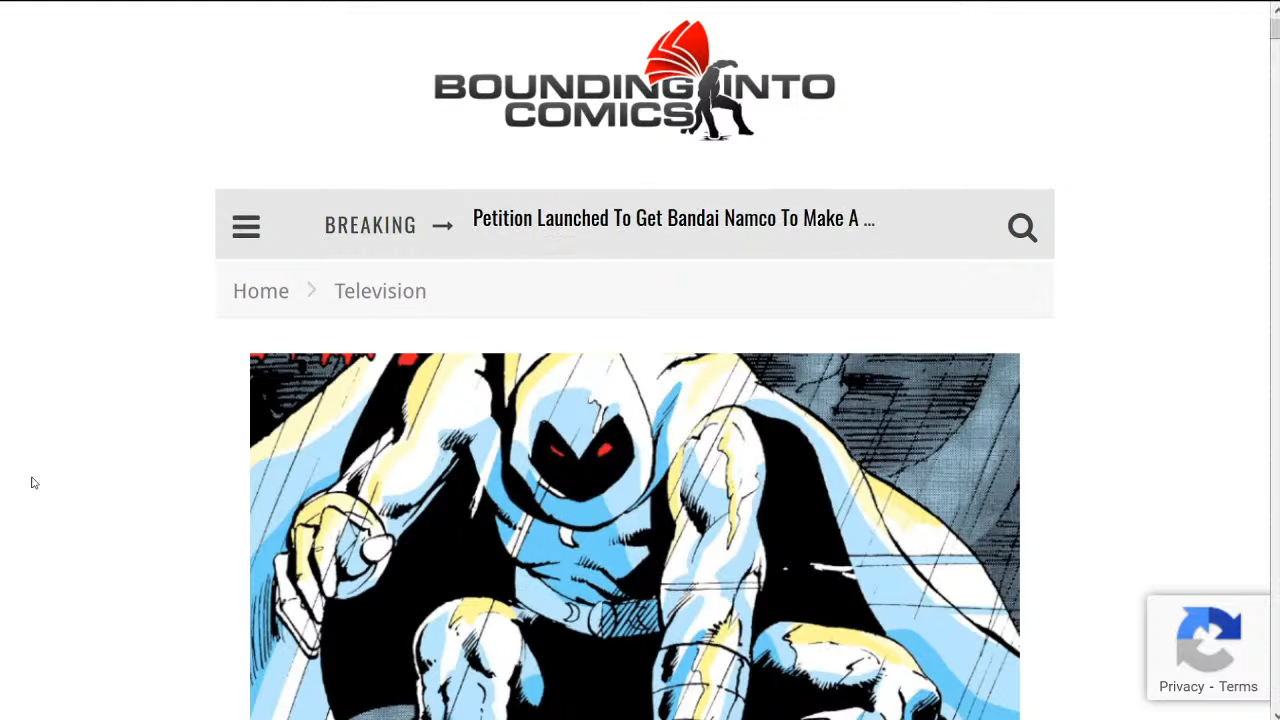 BOUNDING INTO
COMICS
BREAKING → Petition Launched To Get Bandai Namco To Make A ...
Home > Television
Privacy - Terms